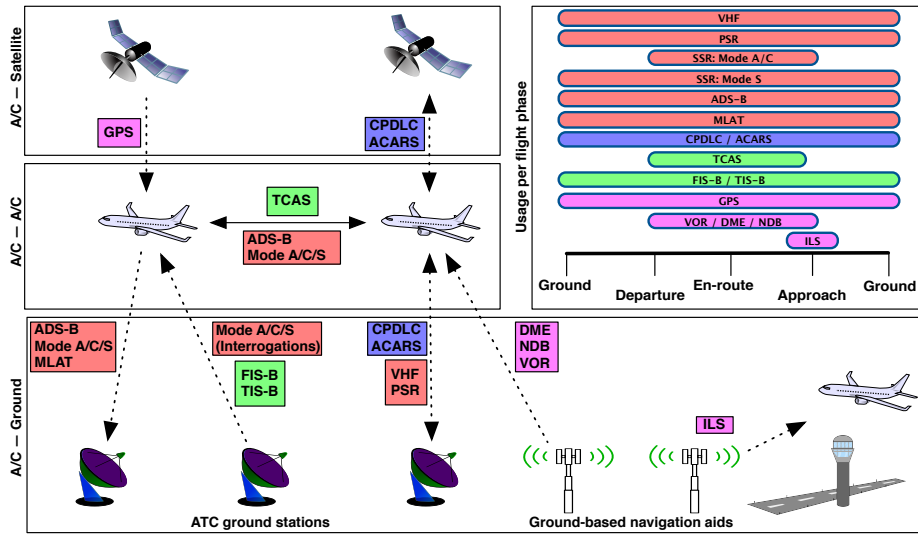 A/C — Satellite
GPS
CPDLC
ACARS
A/C — A/C
TCAS
ADS-B
Mode A/C/S
A/C — Ground
ADS-B
Mode A/C/S
MLAT
Mode A/C/S
(Interrogations)
FIS-B
TIS-B
CPDLC
ACARS
VHF
PSR
DME
NDB
VOR
ILS
ATC ground stations
Ground-based navigation aids
Usage per flight phase
VHF
PSR
SSR: Mode A/C
SSR: Mode S
ADS-B
MLAT
CPDLC / ACARS
TCAS
FIS-B / TIS-B
GPS
VOR / DME / NDB
ILS
Ground
Departure
En-route
Approach
Ground